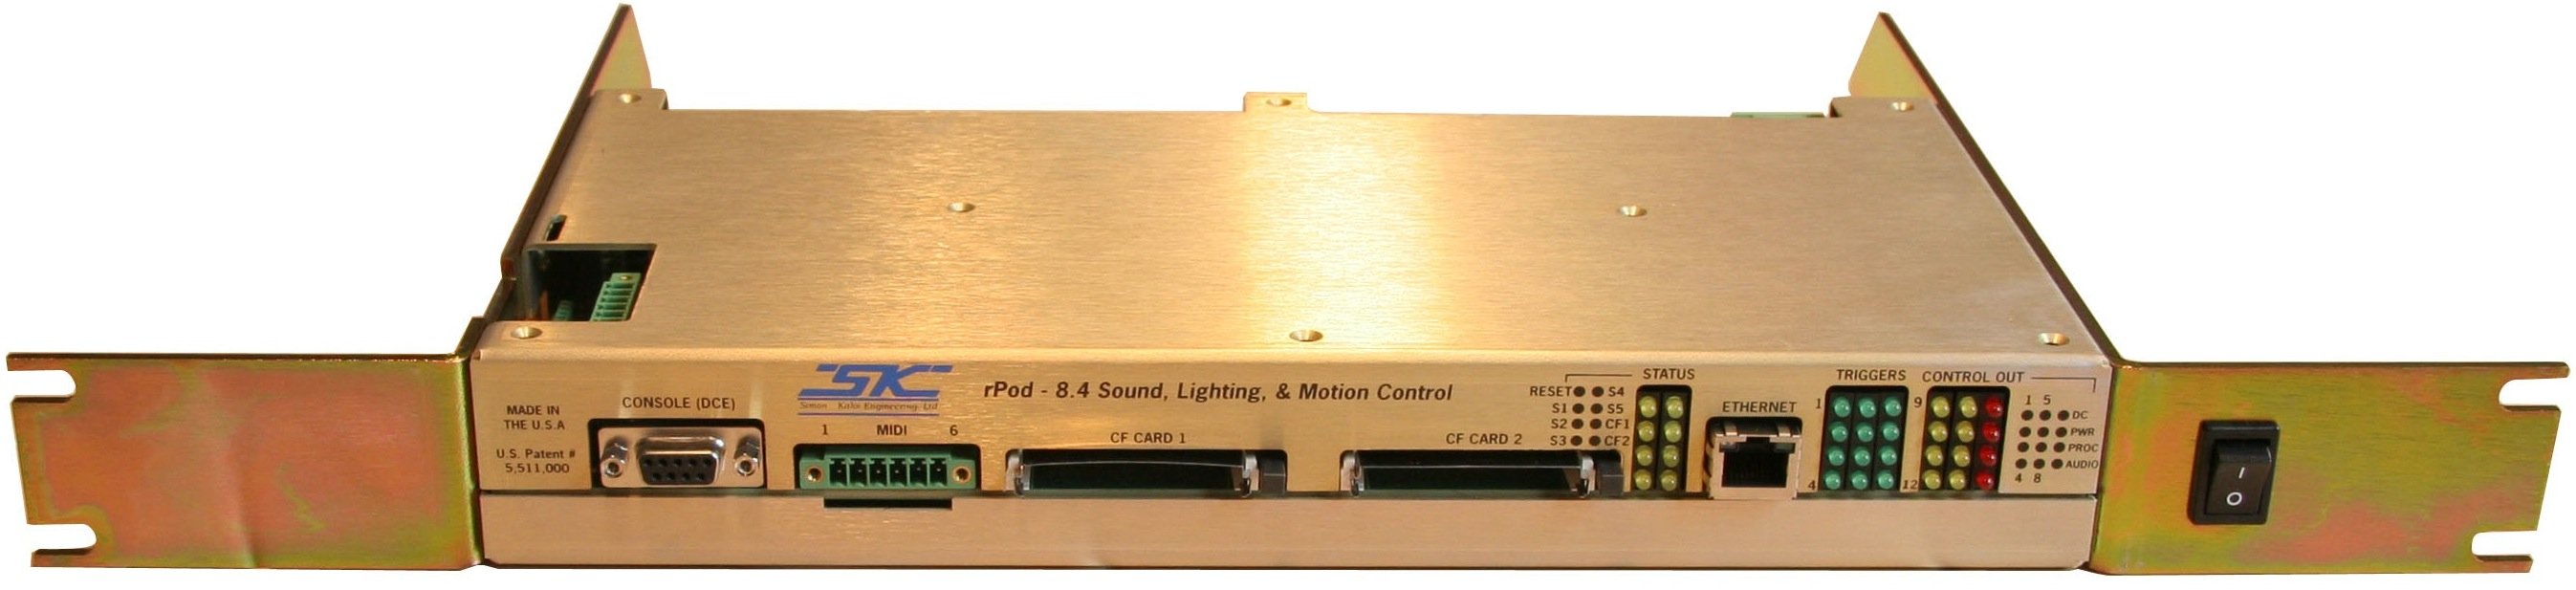 MADE IN
THE U.S.A
U.S. Patent #
5,511,000
CONSOLE (DCE)
SK
Simon Kaloi Engineering, Ltd
1 MIDI 6
rPod - 8.4 Sound, Lighting, & Motion Control
CF CARD 1
CF CARD 2
STATUS
RESET S4
S1 S5
S2 CF1
S3 CF2
ETHERNET
TRIGGERS
1 9
4 12
CONTROL OUT
1 5
DC
PWR
PROC
AUDIO
4 8
I
O